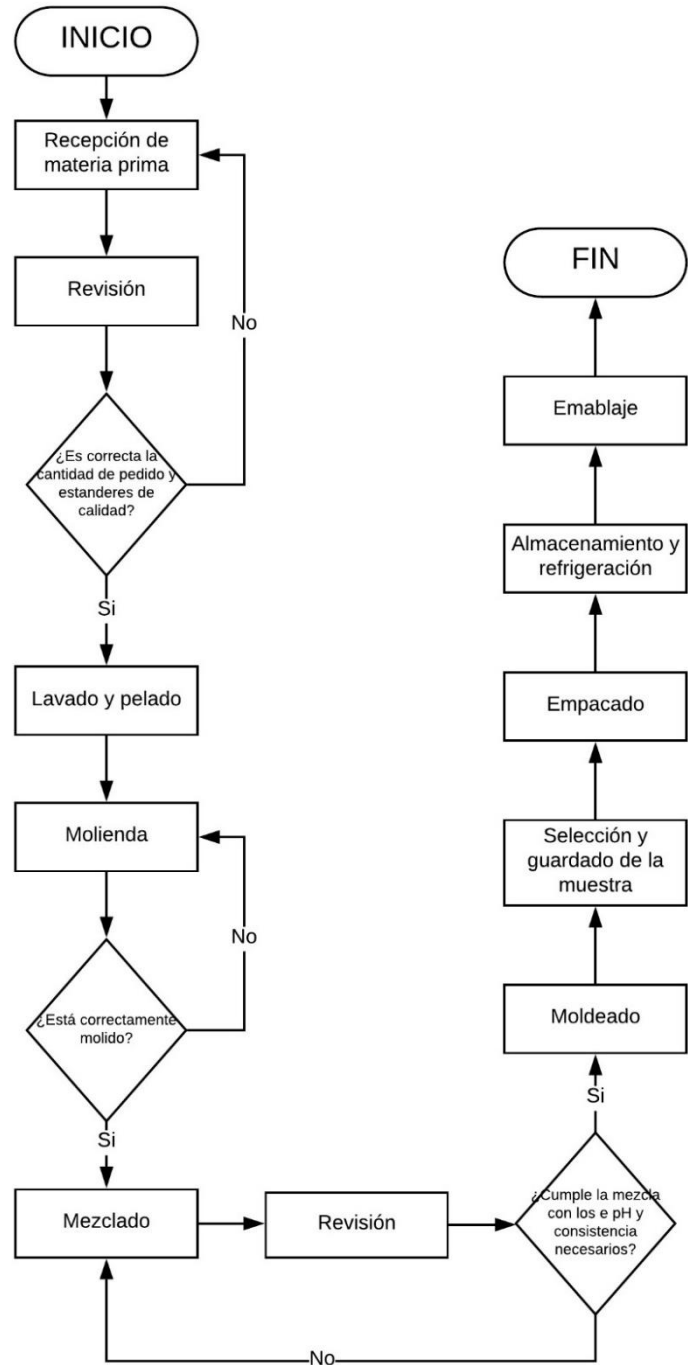 INICIO
Recepción de
materia prima
Revisión
No
¿Es correcta la
cantidad de pedido y
estanderes de
calidad?
Si
Lavado y pelado
Molienda
No
¿Está correctamente
molido?
Si
Mezclado
Revisión
¿Cumple la mezcla
con los e pH y
consistencia
necesarios?
No
Si
Moldeado
Selección y
guardado de la
muestra
Empacado
Almacenamiento y
refrigeración
Emablaje
FIN